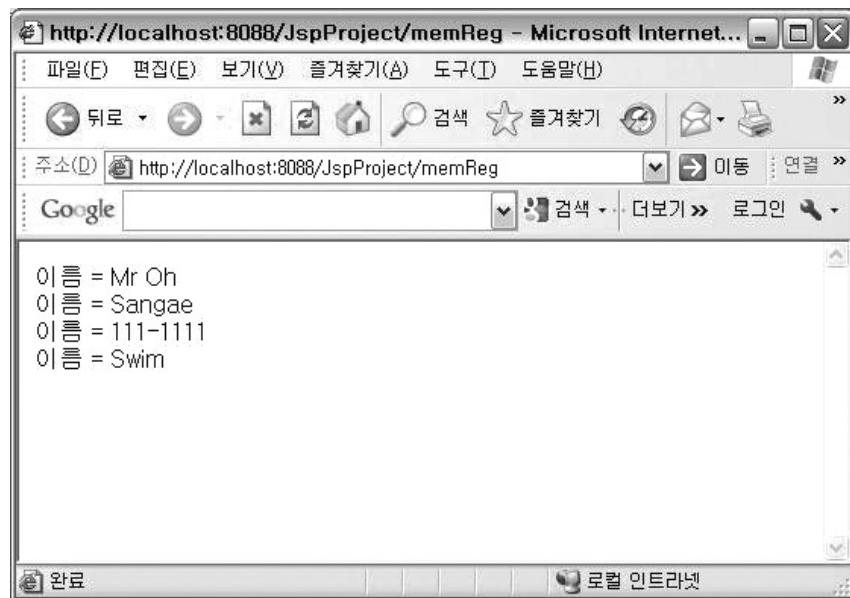 http://localhost:8088/JspProject/memReg - Microsoft Internet...
파일(F) 편집(E) 보기(V) 즐겨찾기(A) 도구(T) 도움말(H)
뒤로 검색 즐겨찾기 »
주소(D) http://localhost:8088/JspProject/memReg 이동 연결 »
Google 검색 더보기 » 로그인
이름 = Mr Oh
이름 = Sangae
이름 = 111-1111
이름 = Swim
완료 로컬 인트라넷